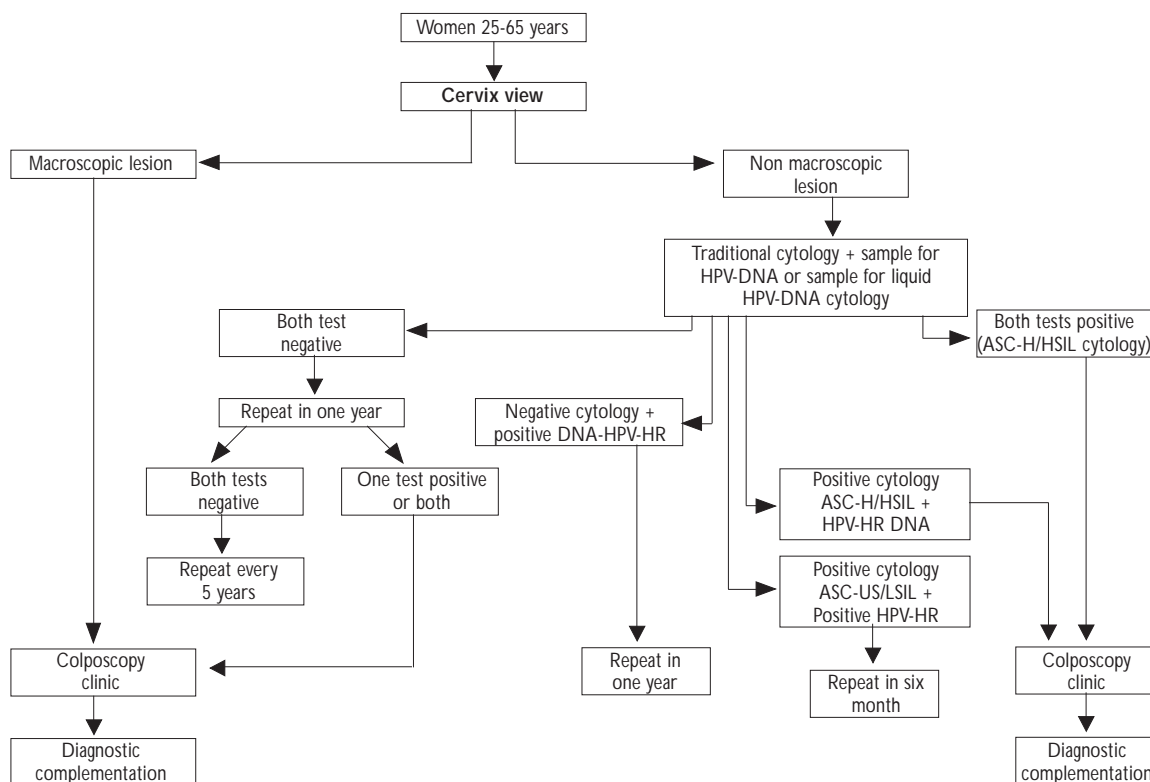 Women 25-65 years
Cervix view
Macroscopic lesion
Non macroscopic
lesion
Traditional cytology + sample for
HPV-DNA or sample for liquid
HPV-DNA cytology
Both test
negative
Both tests positive
(ASC-H/HSIL cytology)
Repeat in one year
Negative cytology +
positive DNA-HPV-HR
Both tests
negative
One test positive
or both
Positive cytology
ASC-H/HSIL +
HPV-HR DNA
Repeat every
5 years
Positive cytology
ASC-US/LSIL +
Positive HPV-HR
Colposcopy
clinic
Repeat in
one year
Repeat in six
month
Colposcopy
clinic
Diagnostic
complementation
Diagnostic
complementation